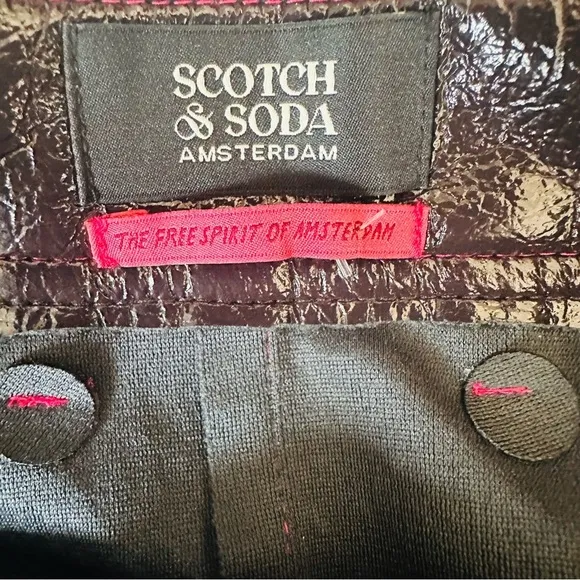 SCOTCH
& SODA
AMSTERDAM
THE FREE SPIRIT OF AMSTERDAM